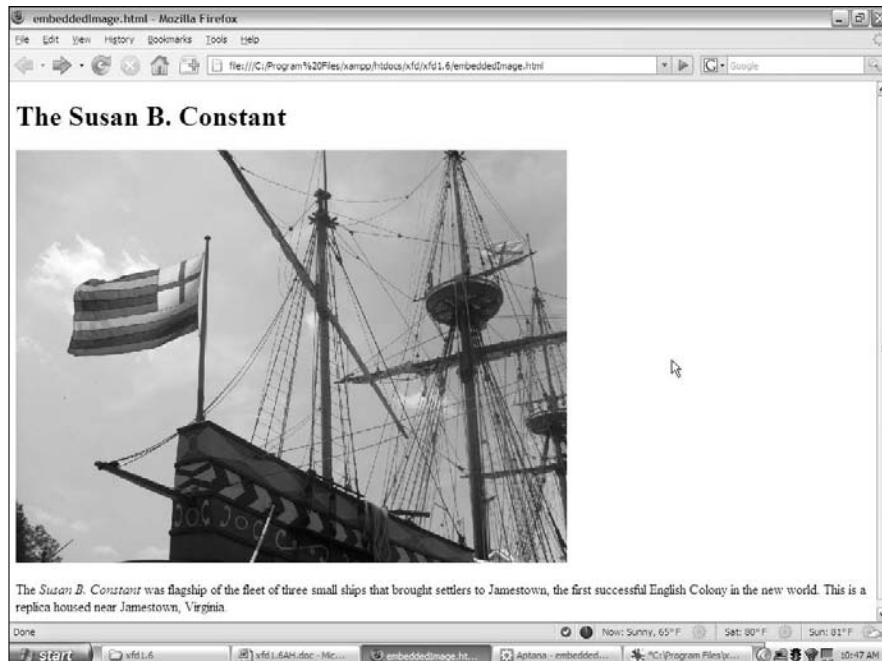 embeddedImage.html - Mozilla Firefox
File Edit View History Bookmarks Tools Help
file:///C:/Program%20Files/xampp/htdocs/xfd/xfd1.6/embeddedImage.html
Google
The Susan B. Constant
The Susan B. Constant was flagship of the fleet of three small ships that brought settlers to Jamestown, the first successful English Colony in the new world. This is a
replica housed near Jamestown, Virginia.
Done
Now: Sunny, 65°F Sat: 80°F Sun: 81°F
start xfd1.6 xfd1.6AH.doc - Mic... embeddedImage.ht... Aptana - embedded... "C:\Program Files\x... 10:47 AM